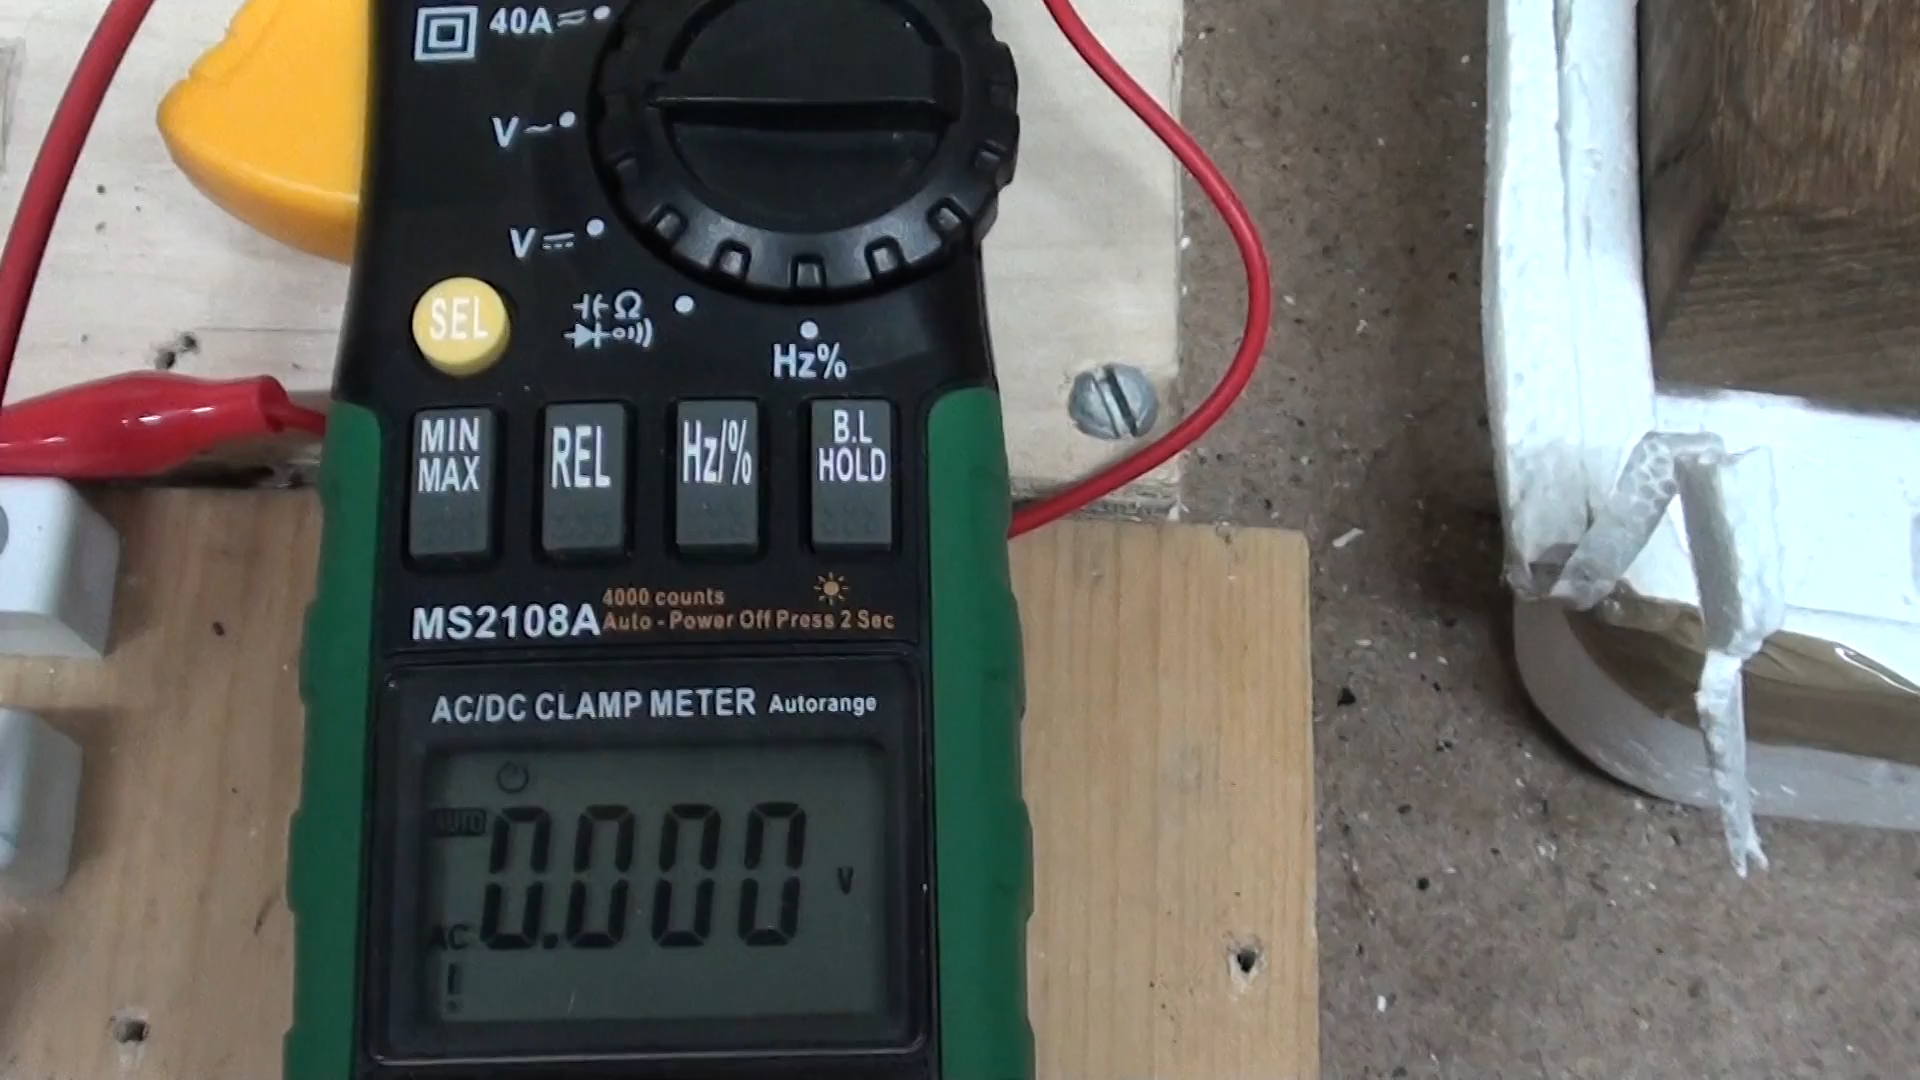 40A
V~
V
SEL
Ω
Hz%
MIN MAX
REL
Hz/%
B.L HOLD
4000 counts
MS2108A Auto - Power Off Press 2 Sec
AC/DC CLAMP METER Autorange
AUTO
0.000 V
AC